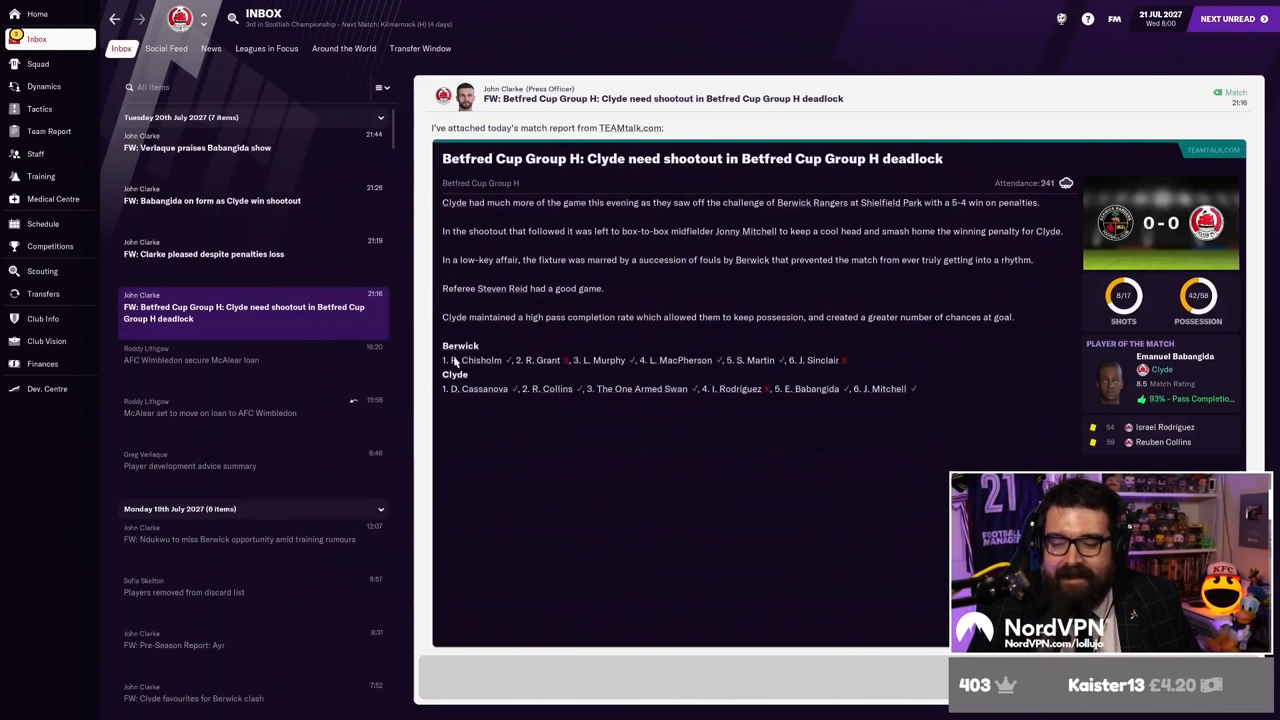 Home
3
Inbox
Squad
Dynamics
Tactics
Team Report
Staff
Training
Medical Centre
Schedule
Competitions
Scouting
Transfers
Club Info
Club Vision
Finances
Dev. Centre
INBOX
3rd in Scottish Championship - Next Match: Kilmarnock (H) (4 days)
FM
21 JUL 2027
Wed 8:00
NEXT UNREAD
Inbox
Social Feed
News
Leagues in Focus
Around the World
Transfer Window
All Items
Tuesday 20th July 2027 (7 items)
John Clarke
21:44
FW: Verlaque praises Babangida show
John Clarke
21:26
FW: Babangida on form as Clyde win shootout
John Clarke
21:19
FW: Clarke pleased despite penalties loss
John Clarke
21:16
FW: Betfred Cup Group H: Clyde need shootout in Betfred Cup
Group H deadlock
Roddy Lithgow
16:20
AFC Wimbledon secure McAlear loan
Roddy Lithgow
15:58
McAlear set to move on loan to AFC Wimbledon
Greg Verlaque
8:46
Player development advice summary
Monday 19th July 2027 (6 items)
John Clarke
12:07
FW: Ndukwu to miss Berwick opportunity amid training rumours
Sofia Skelton
8:57
Players removed from discard list
John Clarke
8:31
FW: Pre-Season Report: Ayr
John Clarke
7:52
FW: Clyde favourites for Berwick clash
John Clarke (Press Officer)
FW: Betfred Cup Group H: Clyde need shootout in Betfred Cup Group H deadlock
Match
21:16
I've attached today's match report from TEAMtalk.com:
Betfred Cup Group H: Clyde need shootout in Betfred Cup Group H deadlock
TEAMTALK.COM
Betfred Cup Group H
Attendance: 241
Clyde had much more of the game this evening as they saw off the challenge of Berwick Rangers at Shielfield Park with a 5-4 win on penalties.
In the shootout that followed it was left to box-to-box midfielder Jonny Mitchell to keep a cool head and smash home the winning penalty for Clyde.
In a low-key affair, the fixture was marred by a succession of fouls by Berwick that prevented the match from ever truly getting into a rhythm.
Referee Steven Reid had a good game.
Clyde maintained a high pass completion rate which allowed them to keep possession, and created a greater number of chances at goal.
Berwick
1. Chisholm ✓, 2. R. Grant X, 3. L. Murphy ✓, 4. L. MacPherson ✓, 5. S. Martin ✓, 6. J. Sinclair X
Clyde
1. D. Cassanova ✓, 2. R. Collins ✓, 3. The One Armed Swan ✓, 4. I. Rodríguez X, 5. E. Babangida ✓, 6. J. Mitchell ✓
0 - 0
8/17
SHOTS
42/58
POSSESSION
PLAYER OF THE MATCH
Emanuel Babangida
Clyde
8.5 Match Rating
93% - Pass Completio...
54 Israel Rodríguez
59 Reuben Collins
21
FOOTBALL
MANAGER
KFC
NordVPN
NordVPN.com/lollujo
403
Kaister13 £4.20